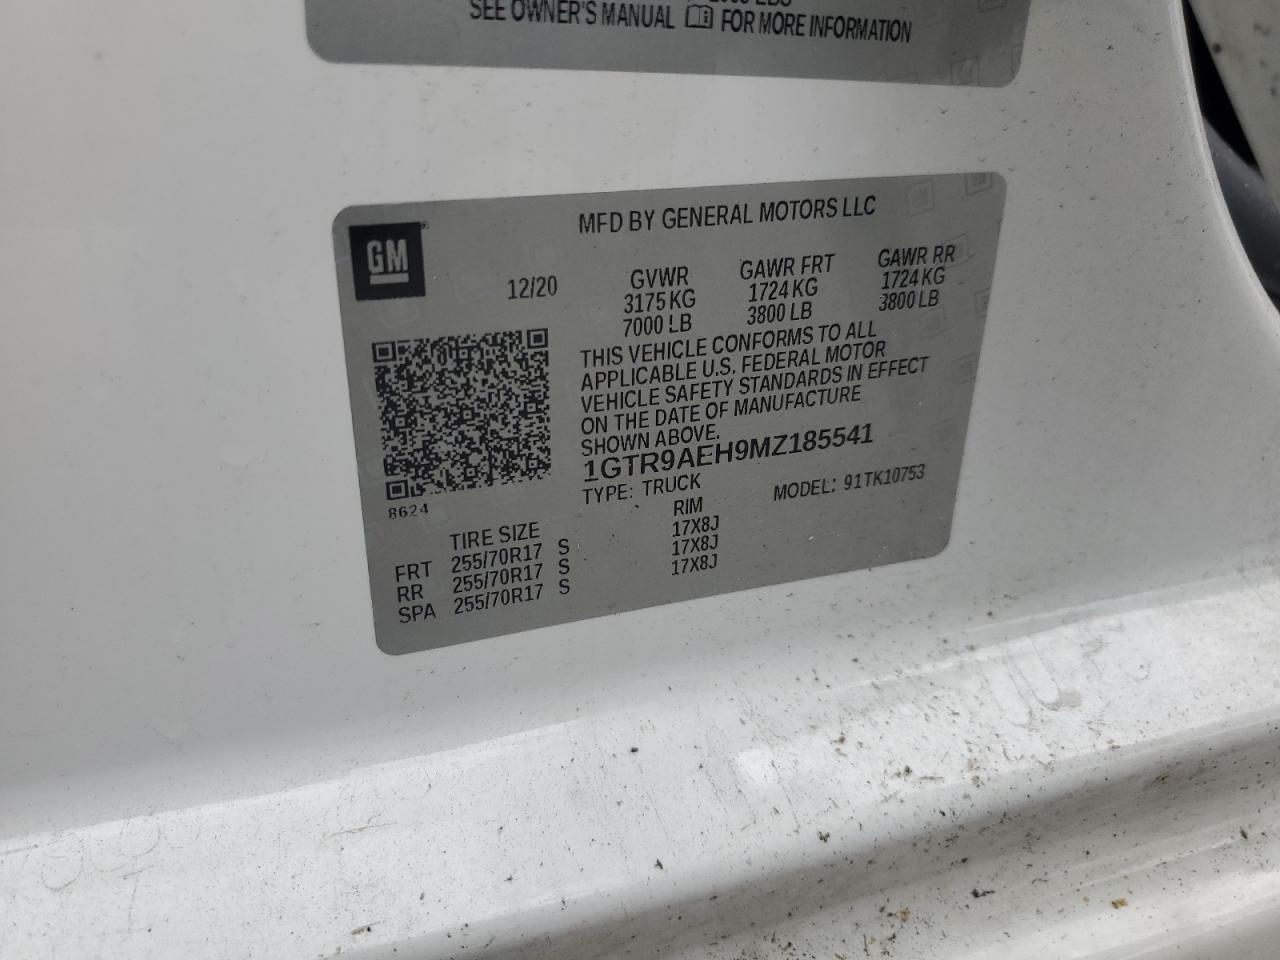 SEE OWNER'S MANUAL FOR MORE INFORMATION
GM
MFD BY GENERAL MOTORS LLC
12/20
GVWR GAWR FRT GAWR RR
3175 KG 1724 KG 1724 KG
7000 LB 3800 LB 3800 LB
THIS VEHICLE CONFORMS TO ALL
APPLICABLE U.S. FEDERAL MOTOR
VEHICLE SAFETY STANDARDS IN EFFECT
ON THE DATE OF MANUFACTURE
SHOWN ABOVE.
1GTR9AEH9MZ185541
TYPE: TRUCK MODEL: 91TK10753
8624
TIRE SIZE RIM
FRT 255/70R17 S 17X8J
RR 255/70R17 S 17X8J
SPA 255/70R17 S 17X8J